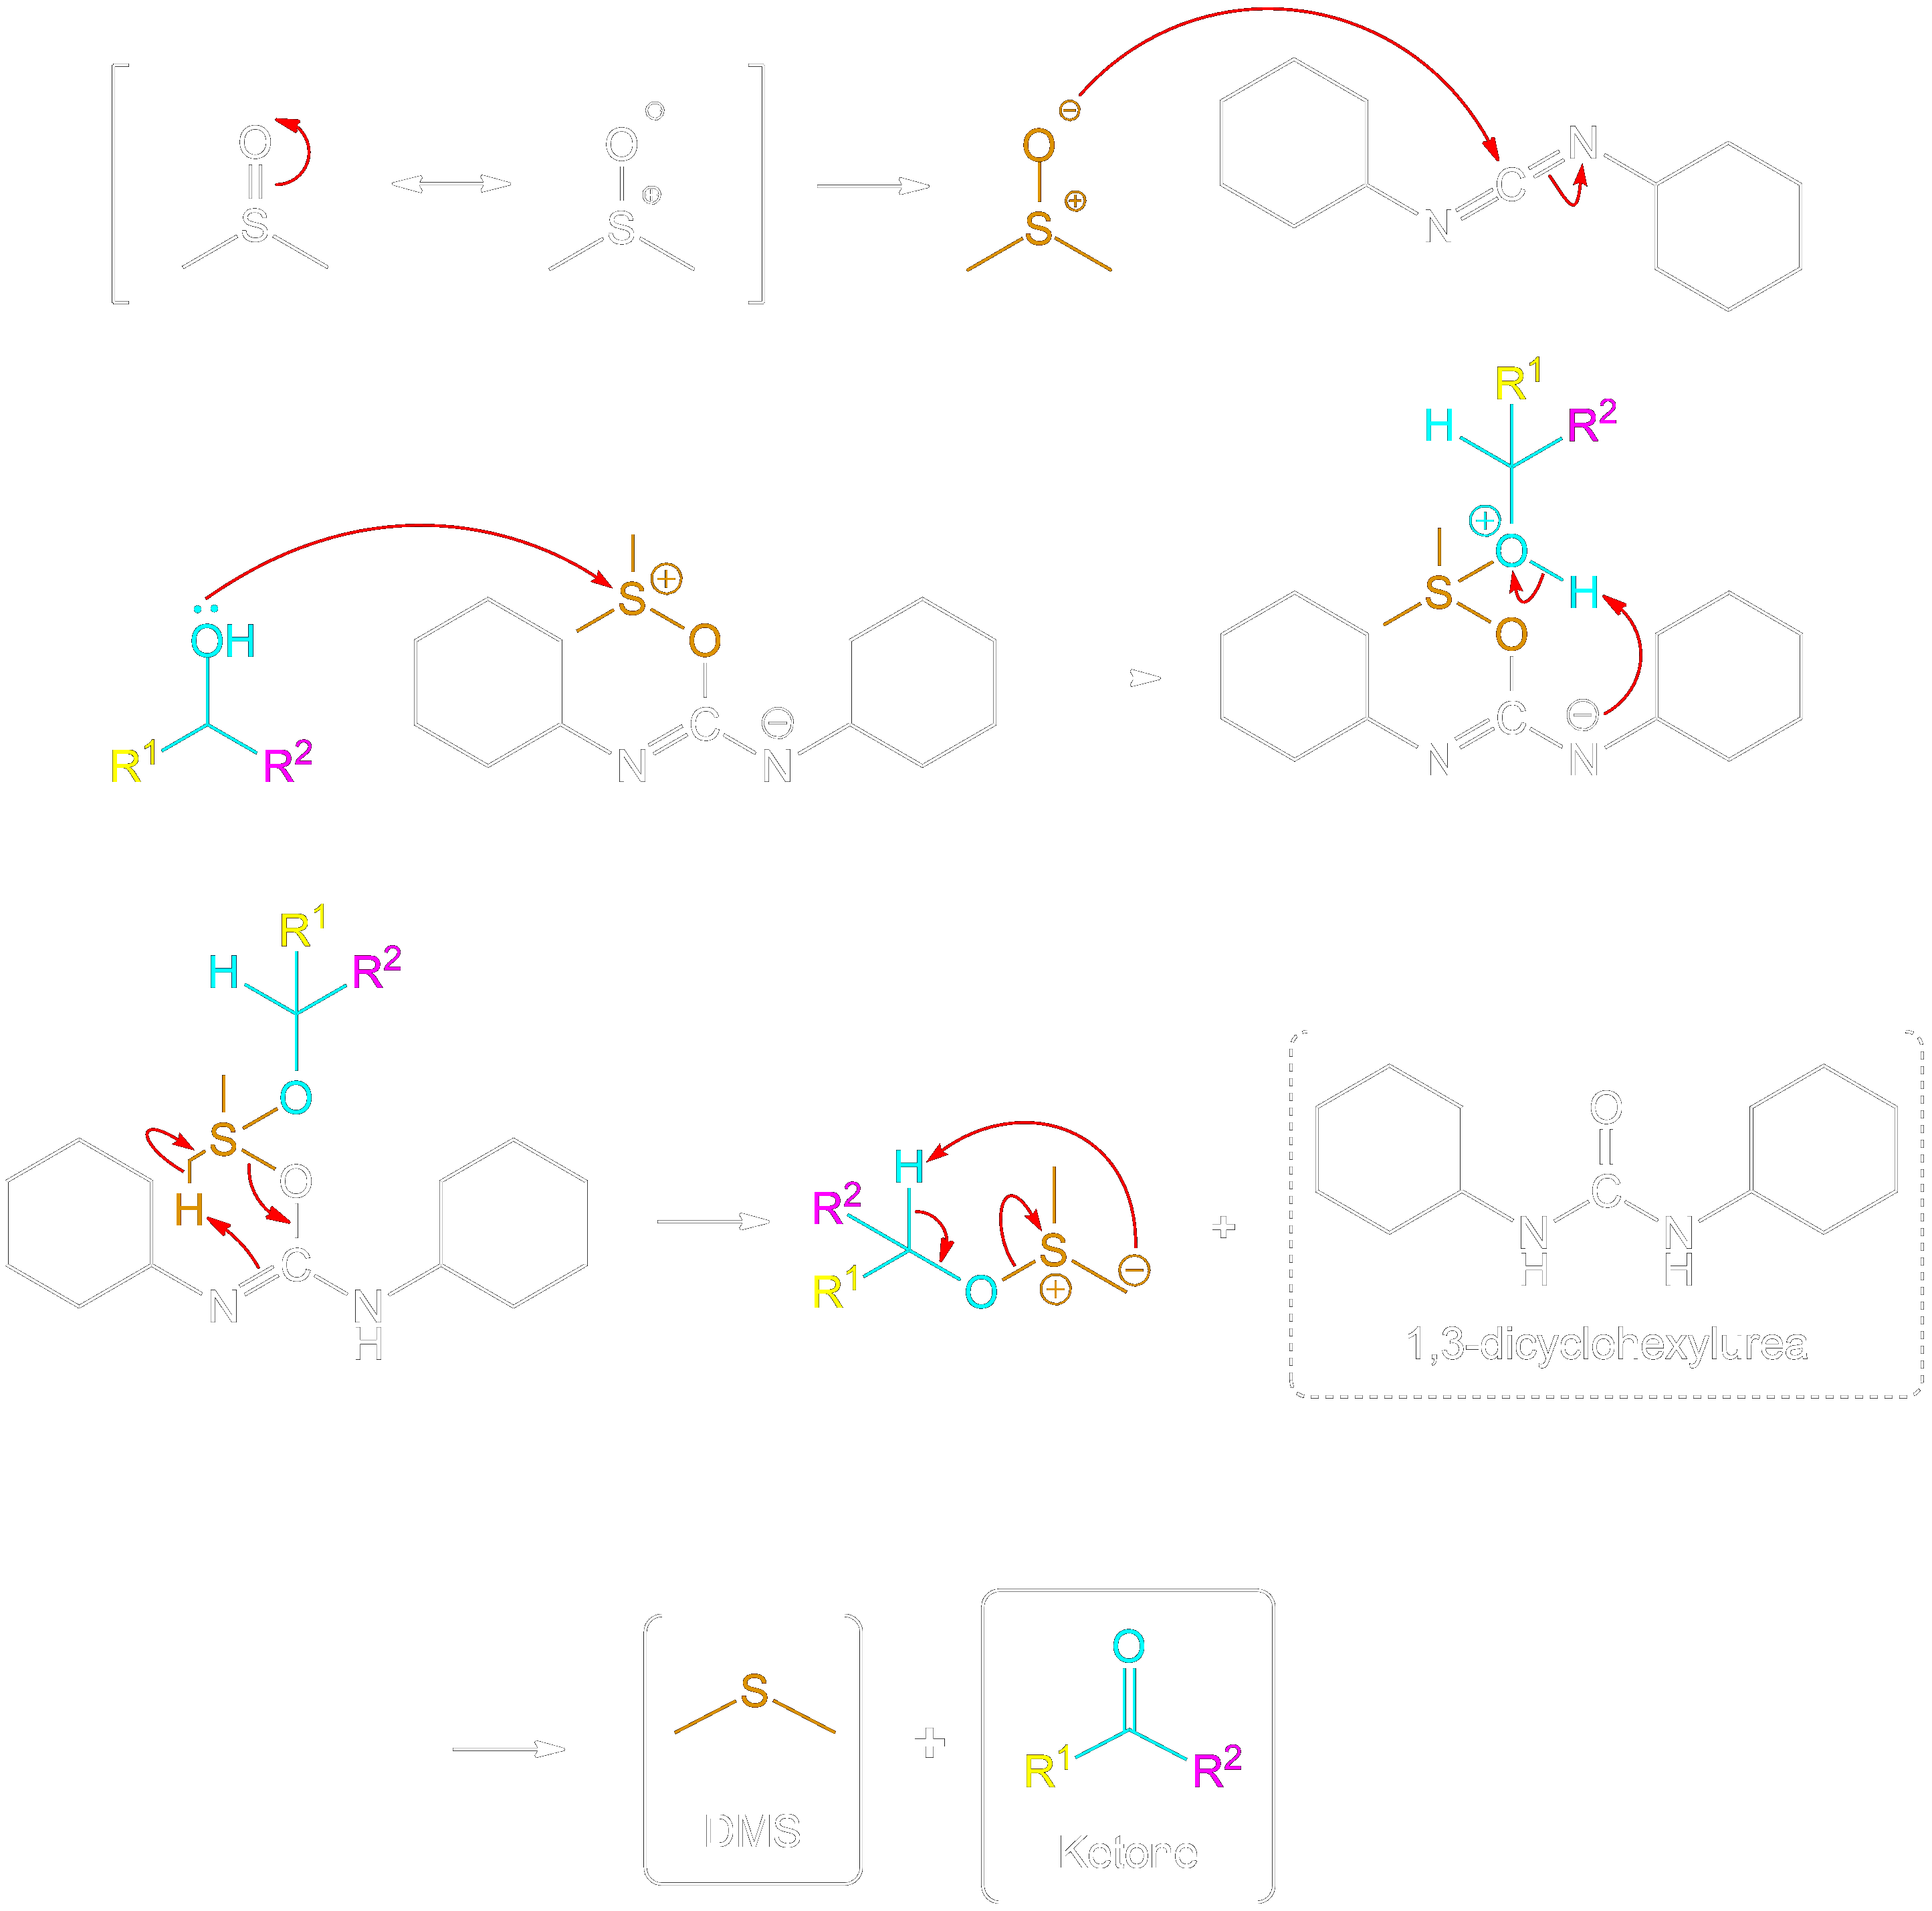 O
S
O
S
O ⊖
S ⊕
N
C
N
R¹
H
R²
⊕
O
H
S
O
N
C
N
⊖
OH
R¹
R²
S ⊕
O
N
C
N
⊖
R¹
H
R²
O
S
O
H
C
N
N
H
H
R²
R¹
O
S
⊕
⊖
+
O
C
N
H
N
H
1,3-dicyclohexylurea
S
DMS
+
O
R¹
R²
Ketone